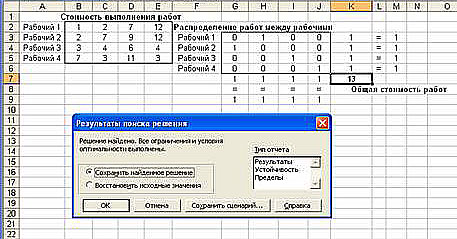 A B C D E F G H I J K L M N
1 Стоимость выполнения работ
2 Рабочий 1 1 2 7 12 Распределение работ между рабочими
3 Рабочий 2 2 7 9 12 Рабочий 1 0 1 0 0 1 = 1
4 Рабочий 3 3 4 6 4 Рабочий 2 1 0 0 0 1 = 1
5 Рабочий 4 7 3 11 3 Рабочий 3 0 0 1 0 1 = 1
6 Рабочий 4 0 0 0 1 1 = 1
7 1 1 1 1 13
8 = = = = Общая стоимость работ
9 1 1 1 1
10
11
12
13
14
15
16
17
18
19
20
21
22
Результаты поиска решения
Решение найдено. Все ограничения и условия
оптимальности выполнены.
Тип отчета
Результаты
Устойчивость
Пределы
Сохранить найденное решение
Восстановить исходные значения
ОК Отмена Сохранить сценарий... Справка